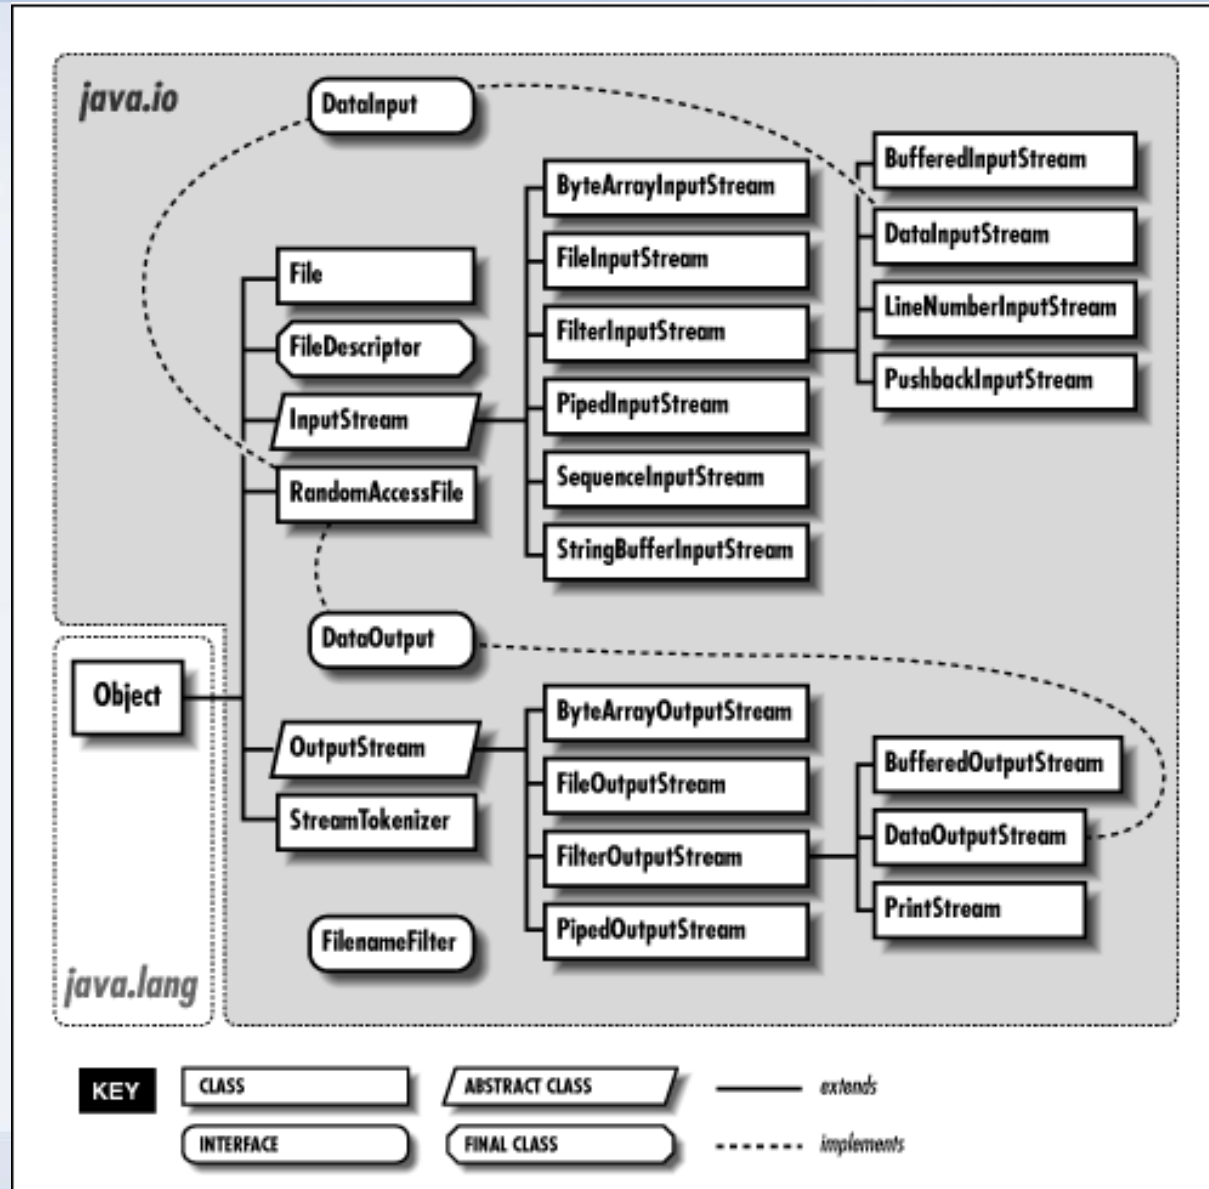 java.io
DataInput
BufferedInputStream
ByteArrayInputStream
DataInputStream
FileInputStream
File
LineNumberInputStream
FilterInputStream
FileDescriptor
PushbackInputStream
PipedInputStream
InputStream
SequenceInputStream
RandomAccessFile
StringBufferInputStream
DataOutput
Object
ByteArrayOutputStream
OutputStream
BufferedOutputStream
FileOutputStream
StreamTokenizer
DataOutputStream
FilterOutputStream
PrintStream
PipedOutputStream
FilenameFilter
java.lang
KEY
CLASS
ABSTRACT CLASS
extends
INTERFACE
FINAL CLASS
implements